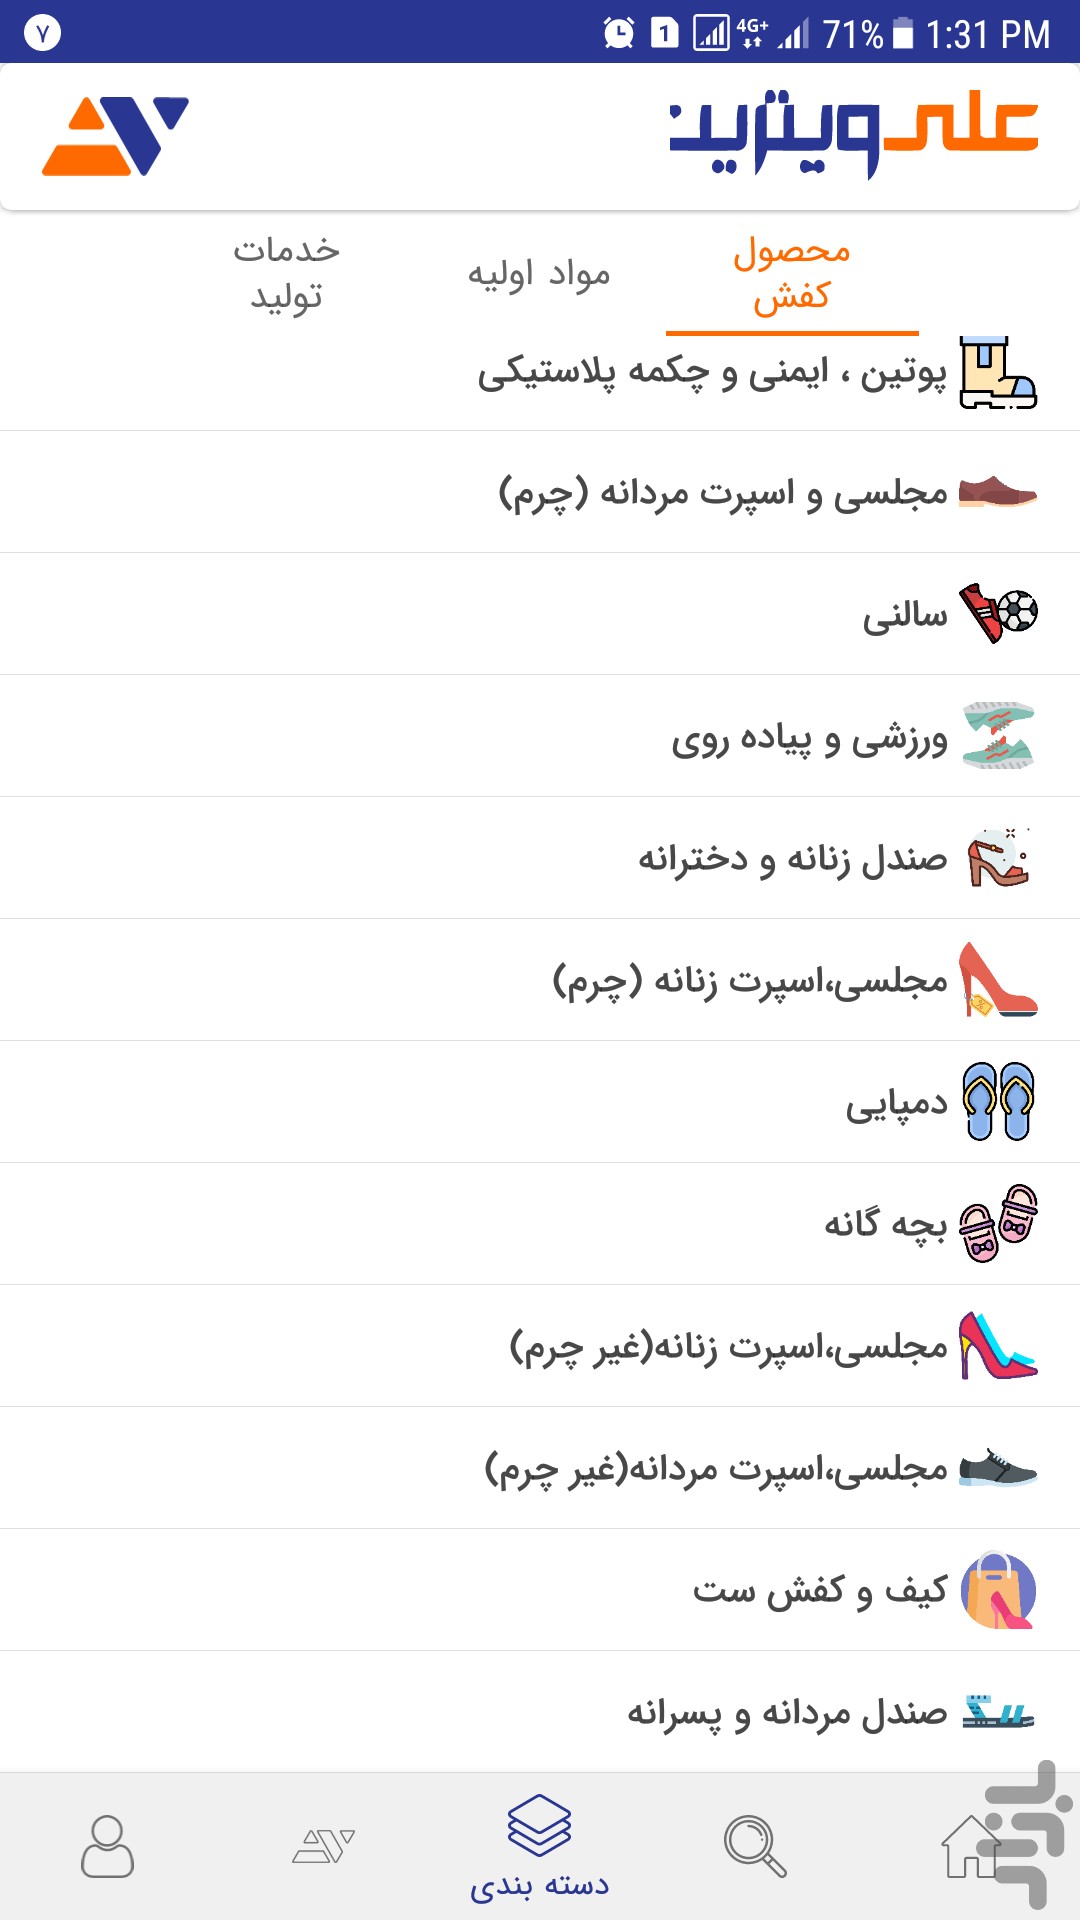 ۷
1 4G+ 71% 1:31 PM
علی ویترین
محصول
کفش
مواد اولیه
خدمات
تولید
پوتین ، ایمنی و چکمه پلاستیکی
مجلسی و اسپرت مردانه (چرم)
سالنی
ورزشی و پیاده روی
صندل زنانه و دخترانه
مجلسی،اسپرت زنانه (چرم)
دمپایی
بچه گانه
مجلسی،اسپرت زنانه(غیر چرم)
مجلسی،اسپرت مردانه(غیر چرم)
کیف و کفش ست
صندل مردانه و پسرانه
دسته بندی